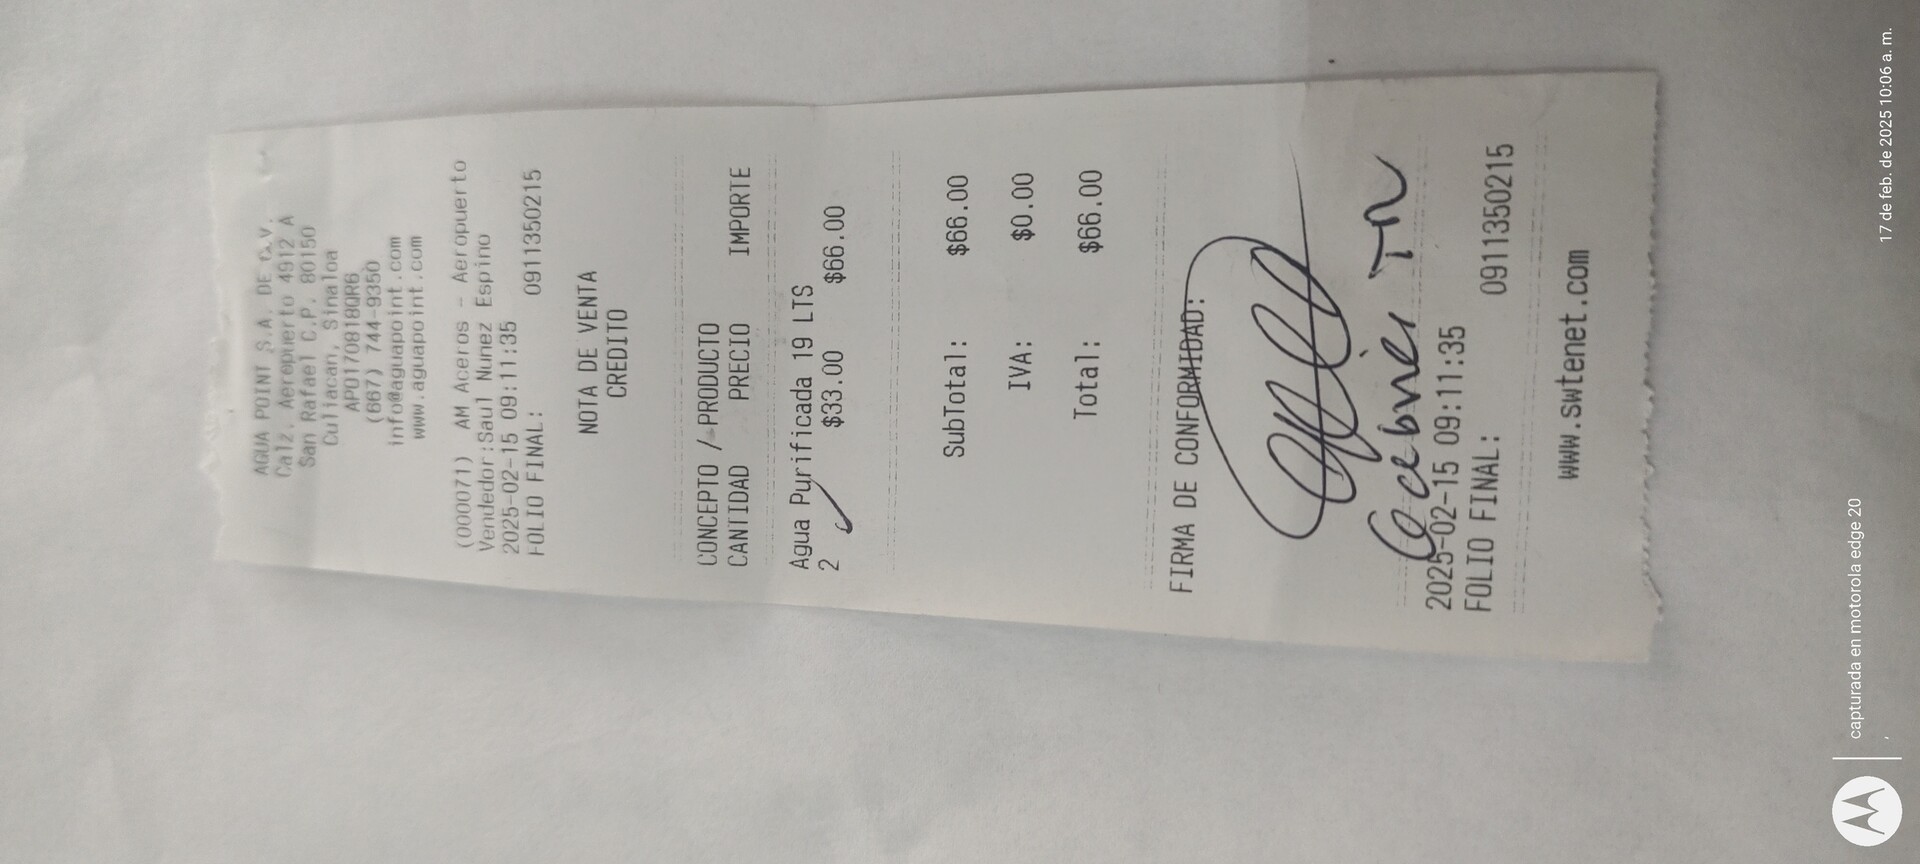 AGUA POINT S.A. DE C.V.
Calz. Aeropuerto 4912 A
San Rafael C.P. 80150
Culiacan, Sinaloa
APO170818QR6
(667) 744-9350
info@aguapoint.com
www.aguapoint.com
(000071) AM Aceros - Aeropuerto
Vendedor:Saul Nunez Espino
2025-02-15 09:11:35
FOLIO FINAL: 0911350215
NOTA DE VENTA
CREDITO
CONCEPTO / PRODUCTO
CANTIDAD PRECIO IMPORTE
Agua Purificada 19 LTS
2 $33.00 $66.00
SubTotal: $66.00
IVA: $0.00
Total: $66.00
FIRMA DE CONFORMIDAD:
2025-02-15 09:11:35
FOLIO FINAL: 0911350215
www.swtenet.com
capturada en motorola edge 20
17 de feb. de 2025 10:06 a. m.